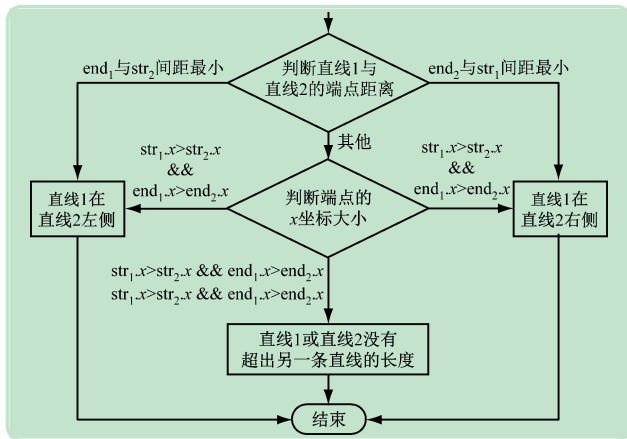 判断直线1与
直线2的端点距离
end₁与str₂间距最小
end₂与str₁间距最小
其他
str₁.x>str₂.x
&&
end₁.x>end₂.x
str₁.x>str₂.x
&&
end₁.x>end₂.x
判断端点的
x坐标大小
直线1在
直线2左侧
直线1在
直线2右侧
str₁.x>str₂.x && end₁.x>end₂.x
str₁.x>str₂.x && end₁.x>end₂.x
直线1或直线2没有
超出另一条直线的长度
结束